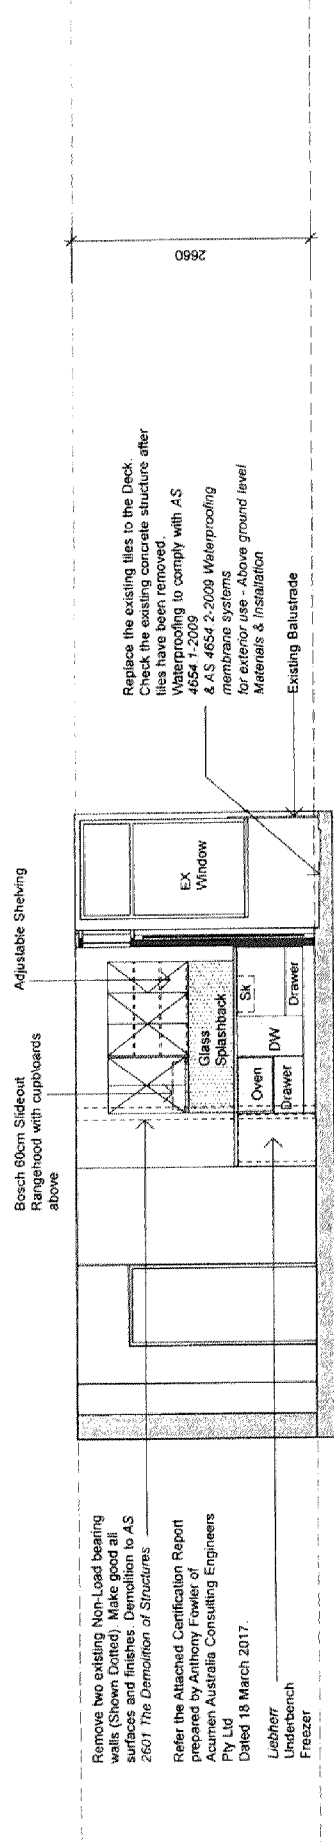 Remove two existing Non-Load bearing
walls (Shown Dotted). Make good all
surfaces and finishes. Demolition to AS
2601 The Demolition of Structures
Refer the Attached Certification Report
prepared by Anthony Fowler of
Acumen Australia Consulting Engineers
Pty Ltd
Dated 18 March 2017.
Liebherr
Underbench
Freezer
Bosch 60cm Slideout
Rangehood with cupbloards
above
Adjustable Shelving
Glass
Splashback
Oven
Drawer
DW
Sk
Drawer
EX
Window
Replace the existing tiles to the Deck.
Check the existing concrete structure after
tiles have been removed.
Waterproofing to comply with AS
4654.1-2009
& AS 4654.2-2009 Waterproofing
membrane systems
for exterior use - Above ground level
Materials & Installation
Existing Balustrade
2660